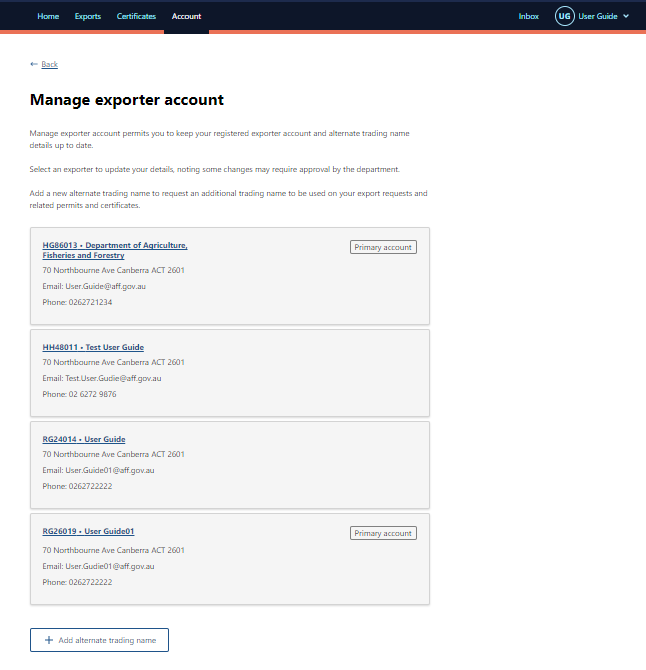 Home Exports Certificates Account Inbox UG User Guide
Back
Manage exporter account
Manage exporter account permits you to keep your registered exporter account and alternate trading name
details up to date.
Select an exporter to update your details, noting some changes may require approval by the department.
Add a new alternate trading name to request an additional trading name to be used on your export requests and
related permits and certificates.
HG86013 • Department of Agriculture, Primary account
Fisheries and Forestry
70 Northbourne Ave Canberra ACT 2601
Email: User.Guide@aff.gov.au
Phone: 0262721234
HH48011 • Test User Guide
70 Northbourne Ave Canberra ACT 2601
Email: Test.User.Gudie@aff.gov.au
Phone: 02 6272 9876
RG24014 • User Guide
70 Northbourne Ave Canberra ACT 2601
Email: User.Guide01@aff.gov.au
Phone: 0262722222
RG26019 • User Guide01 Primary account
70 Northbourne Ave Canberra ACT 2601
Email: User.Gudie01@aff.gov.au
Phone: 0262722222
+ Add alternate trading name